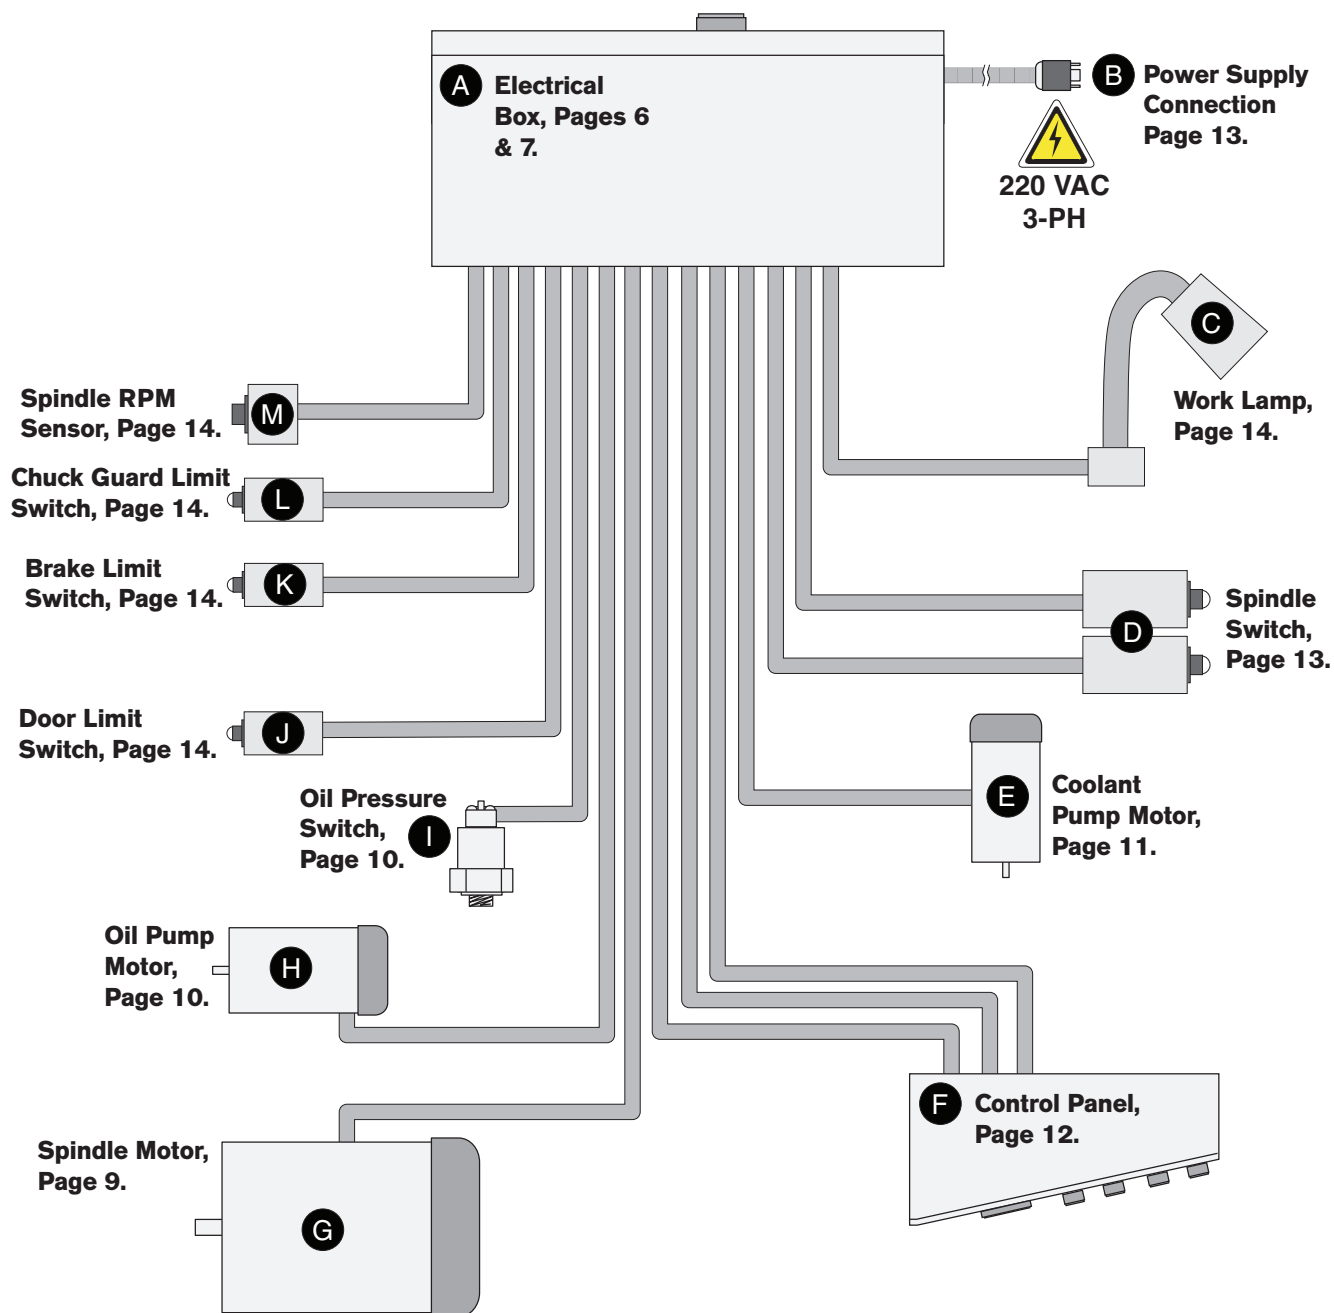 A
Electrical
Box, Pages 6
& 7.
B
Power Supply
Connection
Page 13.
220 VAC
3-PH
C
Work Lamp,
Page 14.
Spindle RPM
Sensor, Page 14.
M
Chuck Guard Limit
Switch, Page 14.
L
Brake Limit
Switch, Page 14.
K
D
Spindle
Switch,
Page 13.
Door Limit
Switch, Page 14.
J
Oil Pressure
Switch,
Page 10.
I
E
Coolant
Pump Motor,
Page 11.
Oil Pump
Motor,
Page 10.
H
F
Control Panel,
Page 12.
Spindle Motor,
Page 9.
G